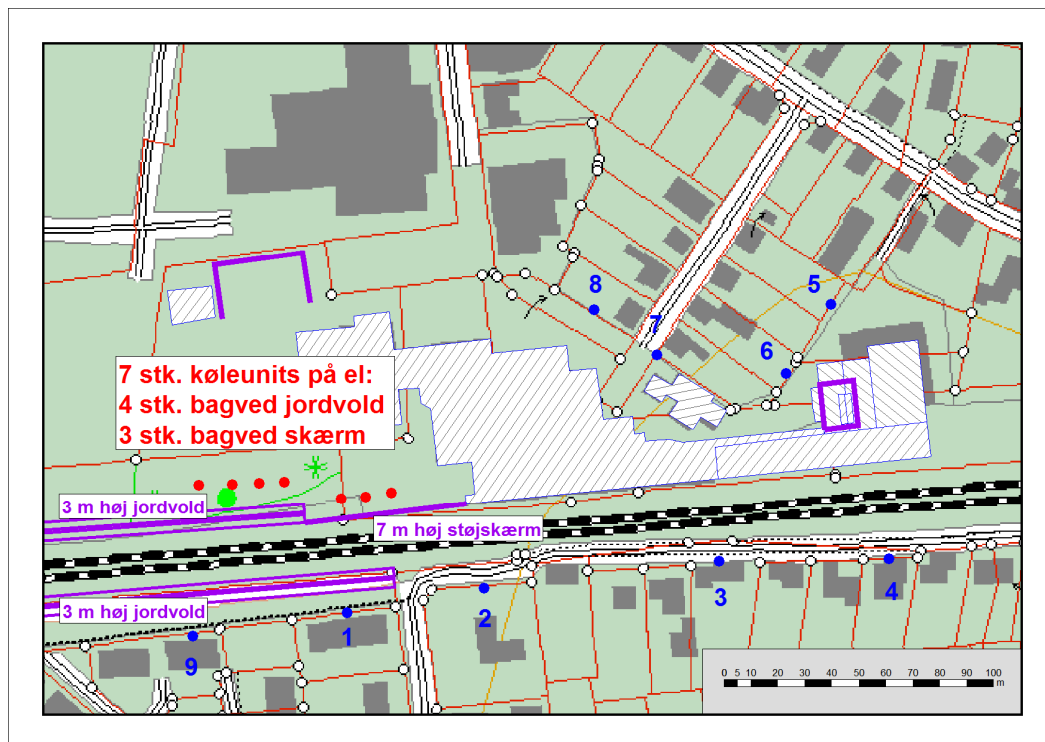 5
8
7
6
7 stk. køleunits på el:
4 stk. bagved jordvold
3 stk. bagved skærm
3 m høj jordvold
7 m høj støjskærm
3 m høj jordvold
1
2
3
4
9
0 5 10 20 30 40 50 60 70 80 90 100
m